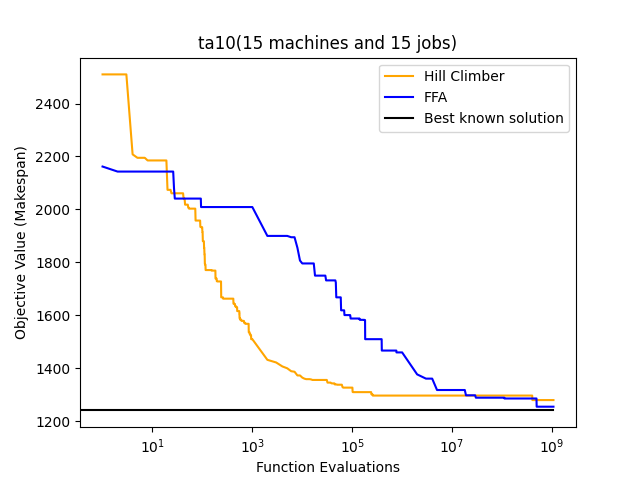 ta10(15 machines and 15 jobs)
Hill Climber
FFA
Best known solution
Objective Value (Makespan)
2400
2200
2000
1800
1600
1400
1200
10^1 10^3 10^5 10^7 10^9
Function Evaluations